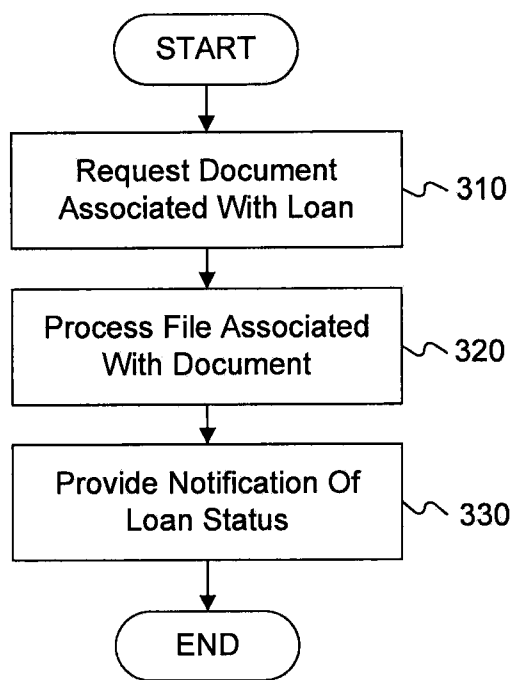 START
Request Document
Associated With Loan
310
Process File Associated
With Document
320
Provide Notification Of
Loan Status
330
END